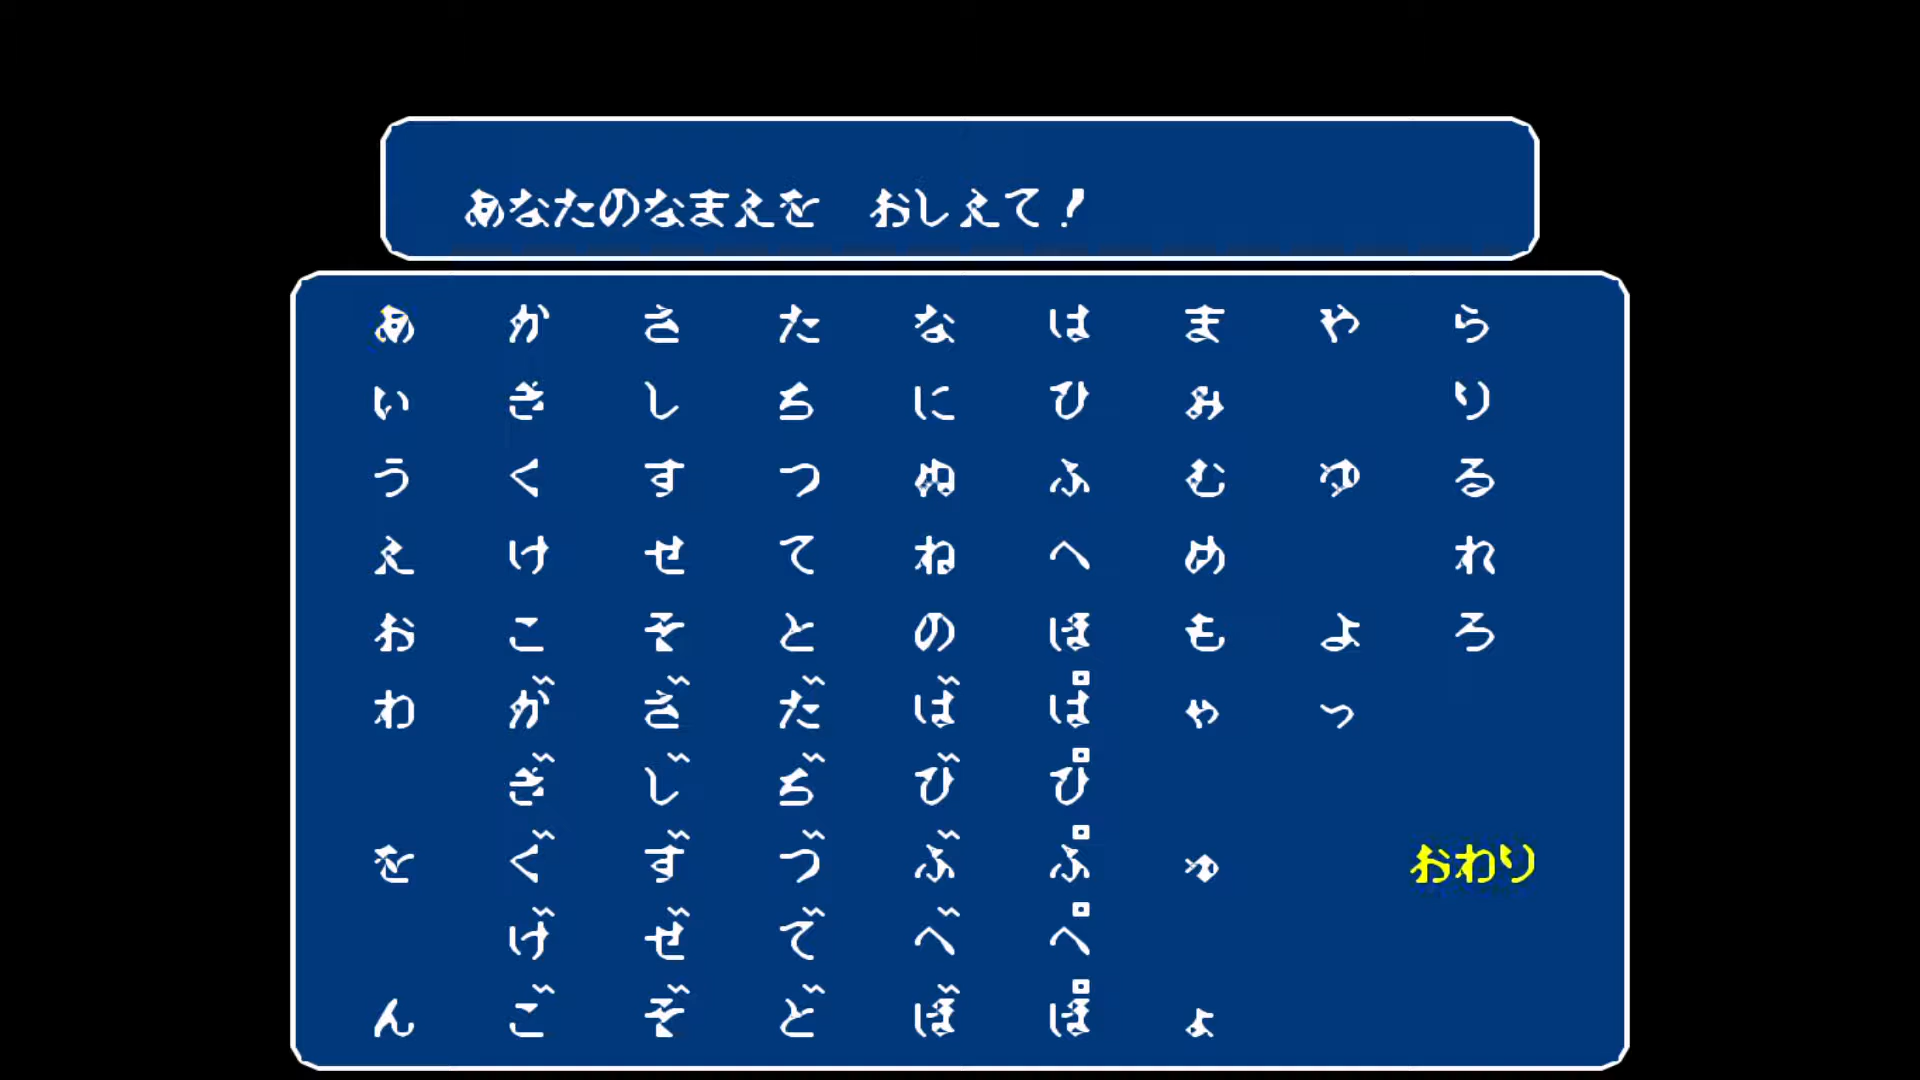 あなたのなまえを　おしえて！
あ か さ た な は ま や ら
い き し ち に ひ み り
う く す つ ぬ ふ む ゆ る
え け せ て ね へ め れ
お こ そ と の ほ も よ ろ
わ が ざ だ ば ぱ ゃ っ
ぎ じ ぢ び ぴ
を ぐ ず づ ぶ ぷ ゅ おわり
げ ぜ で べ ぺ
ん ご ぞ ど ぼ ぽ ょ